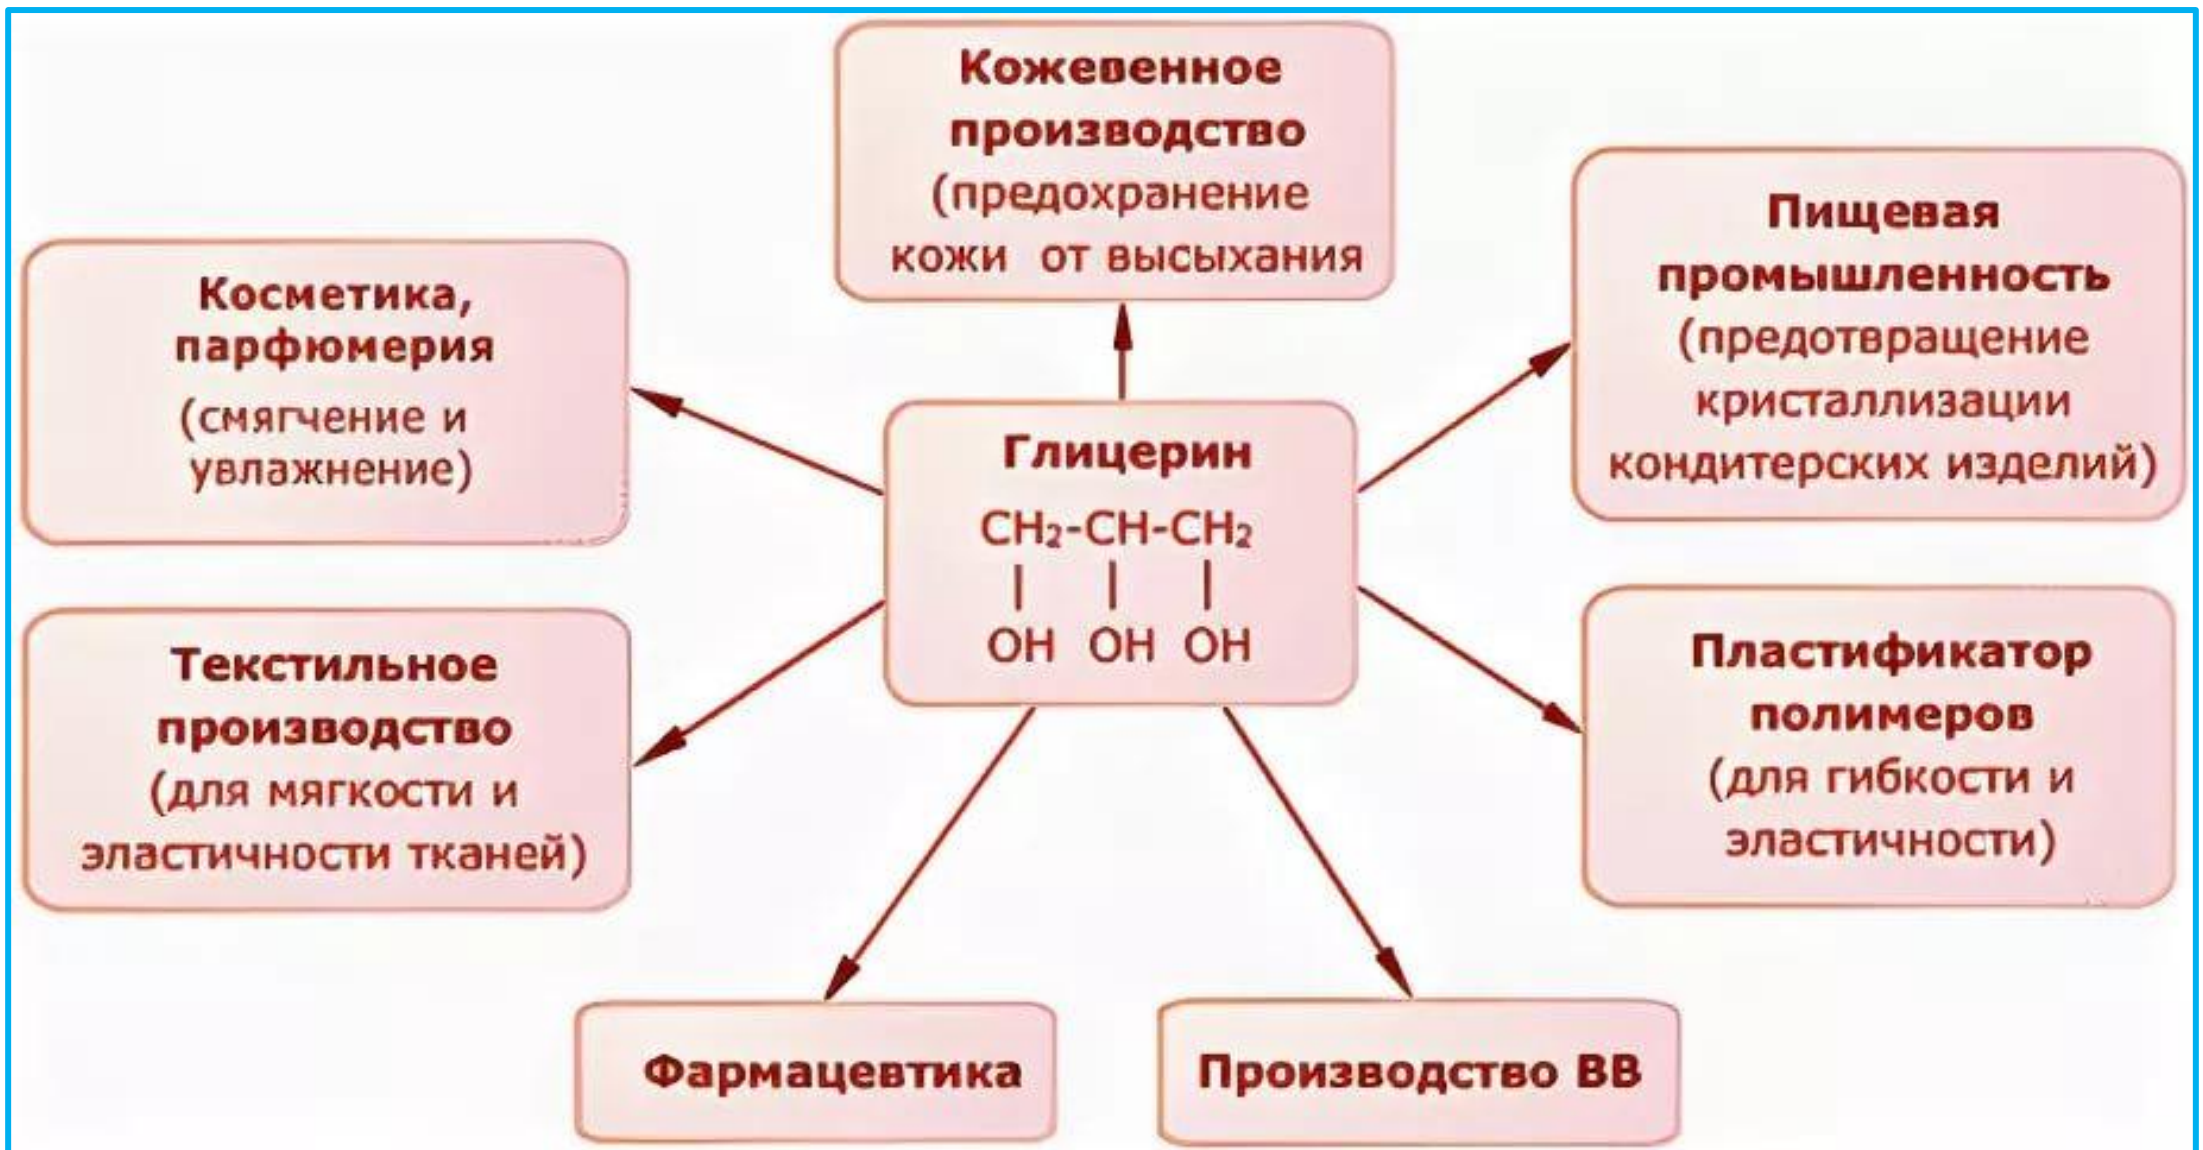 Кожевенное
производство
(предохранение
кожи от высыхания
Пищевая
промышленность
(предотвращение
кристаллизации
кондитерских изделий)
Косметика,
парфюмерия
(смягчение и
увлажнение)
Глицерин
CH₂-CH-CH₂
| | |
OH OH OH
Текстильное
производство
(для мягкости и
эластичности тканей)
Пластификатор
полимеров
(для гибкости и
эластичности)
Фармацевтика
Производство ВВ